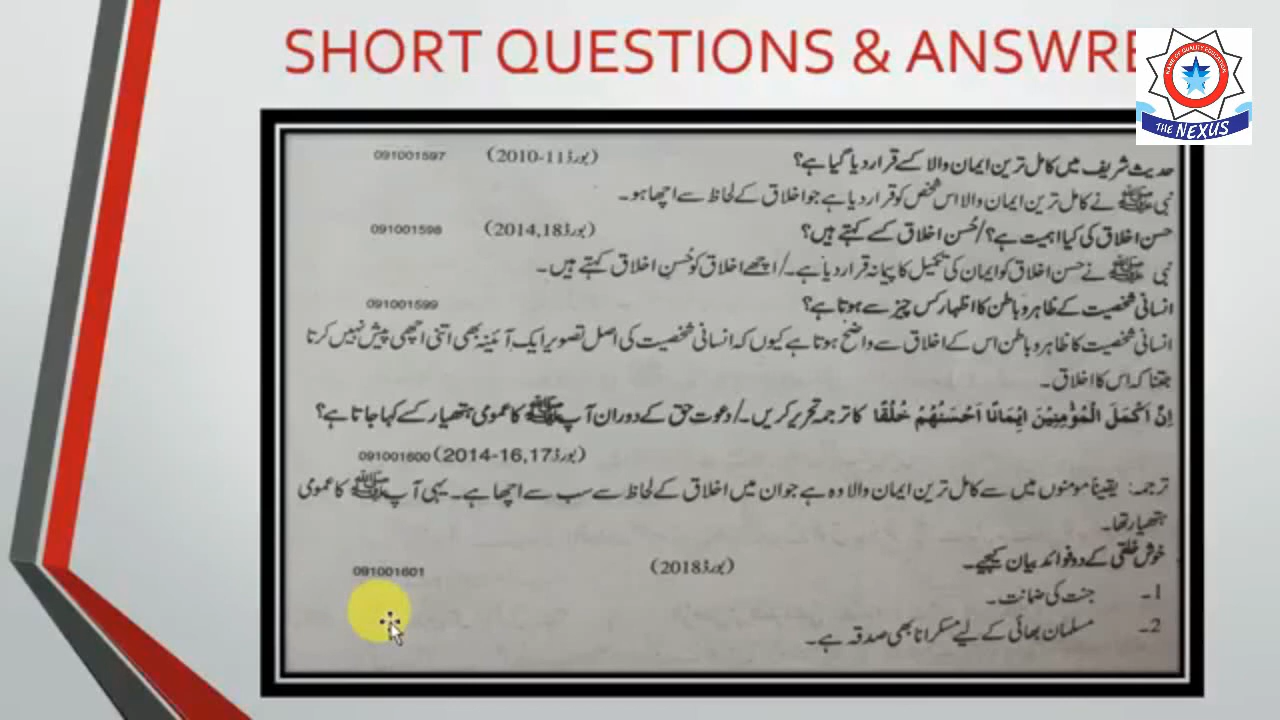 SHORT QUESTIONS & ANSWRE
NAME OF QUALITY EDUCATION
THE NEXUS
حدیث شریف میں کامل ترین ایمان والا کسے قرار دیا گیا ہے؟ (بورڈ 11-2010) 091001597
نبی ﷺ نے کامل ترین ایمان والا اس شخص کو قرار دیا ہے جو اخلاق کے لحاظ سے اچھا ہو۔
حسن اخلاق کی کیا اہمیت ہے؟/ حُسن اخلاق کسے کہتے ہیں؟ (بورڈ 2014,18) 091001598
نبی ﷺ نے حسن اخلاق کو ایمان کی تکمیل کا پیمانہ قرار دیا ہے۔/ اچھے اخلاق کو حُسنِ اخلاق کہتے ہیں۔
انسانی شخصیت کے ظاہر و باطن کا اظہار کس چیز سے ہوتا ہے؟ 091001599
انسانی شخصیت کا ظاہر و باطن اس کے اخلاق سے واضح ہوتا ہے کیوں کہ انسانی شخصیت کی اصل تصویر ایک آئینہ بھی اتنی اچھی پیش نہیں کرتا
جتنا کہ اِس کا اخلاق۔
اِنَّ اَکْمَلَ الْمُؤْمِنِیْنَ اِیْمَانًا اَحْسَنُهُمْ خُلُقًا کا ترجمہ تحریر کریں۔/ دعوت حق کے دوران آپ ﷺ کا عمومی ہتھیار کسے کہا جاتا ہے؟
(بورڈ 2014-16,17) 091001600
ترجمہ: یقیناً مومنوں میں سے کامل ترین ایمان والا وہ ہے جو ان میں اخلاق کے لحاظ سے سب سے اچھا ہے۔ یہی آپ ﷺ کا عمومی
ہتھیار تھا۔
خوش خلقی کے دو فوائد بیان کیجیے۔ (بورڈ 2018) 091001601
1۔ جنت کی ضمانت۔
2۔ مسلمان بھائی کے لیے مسکرانا بھی صدقہ ہے۔